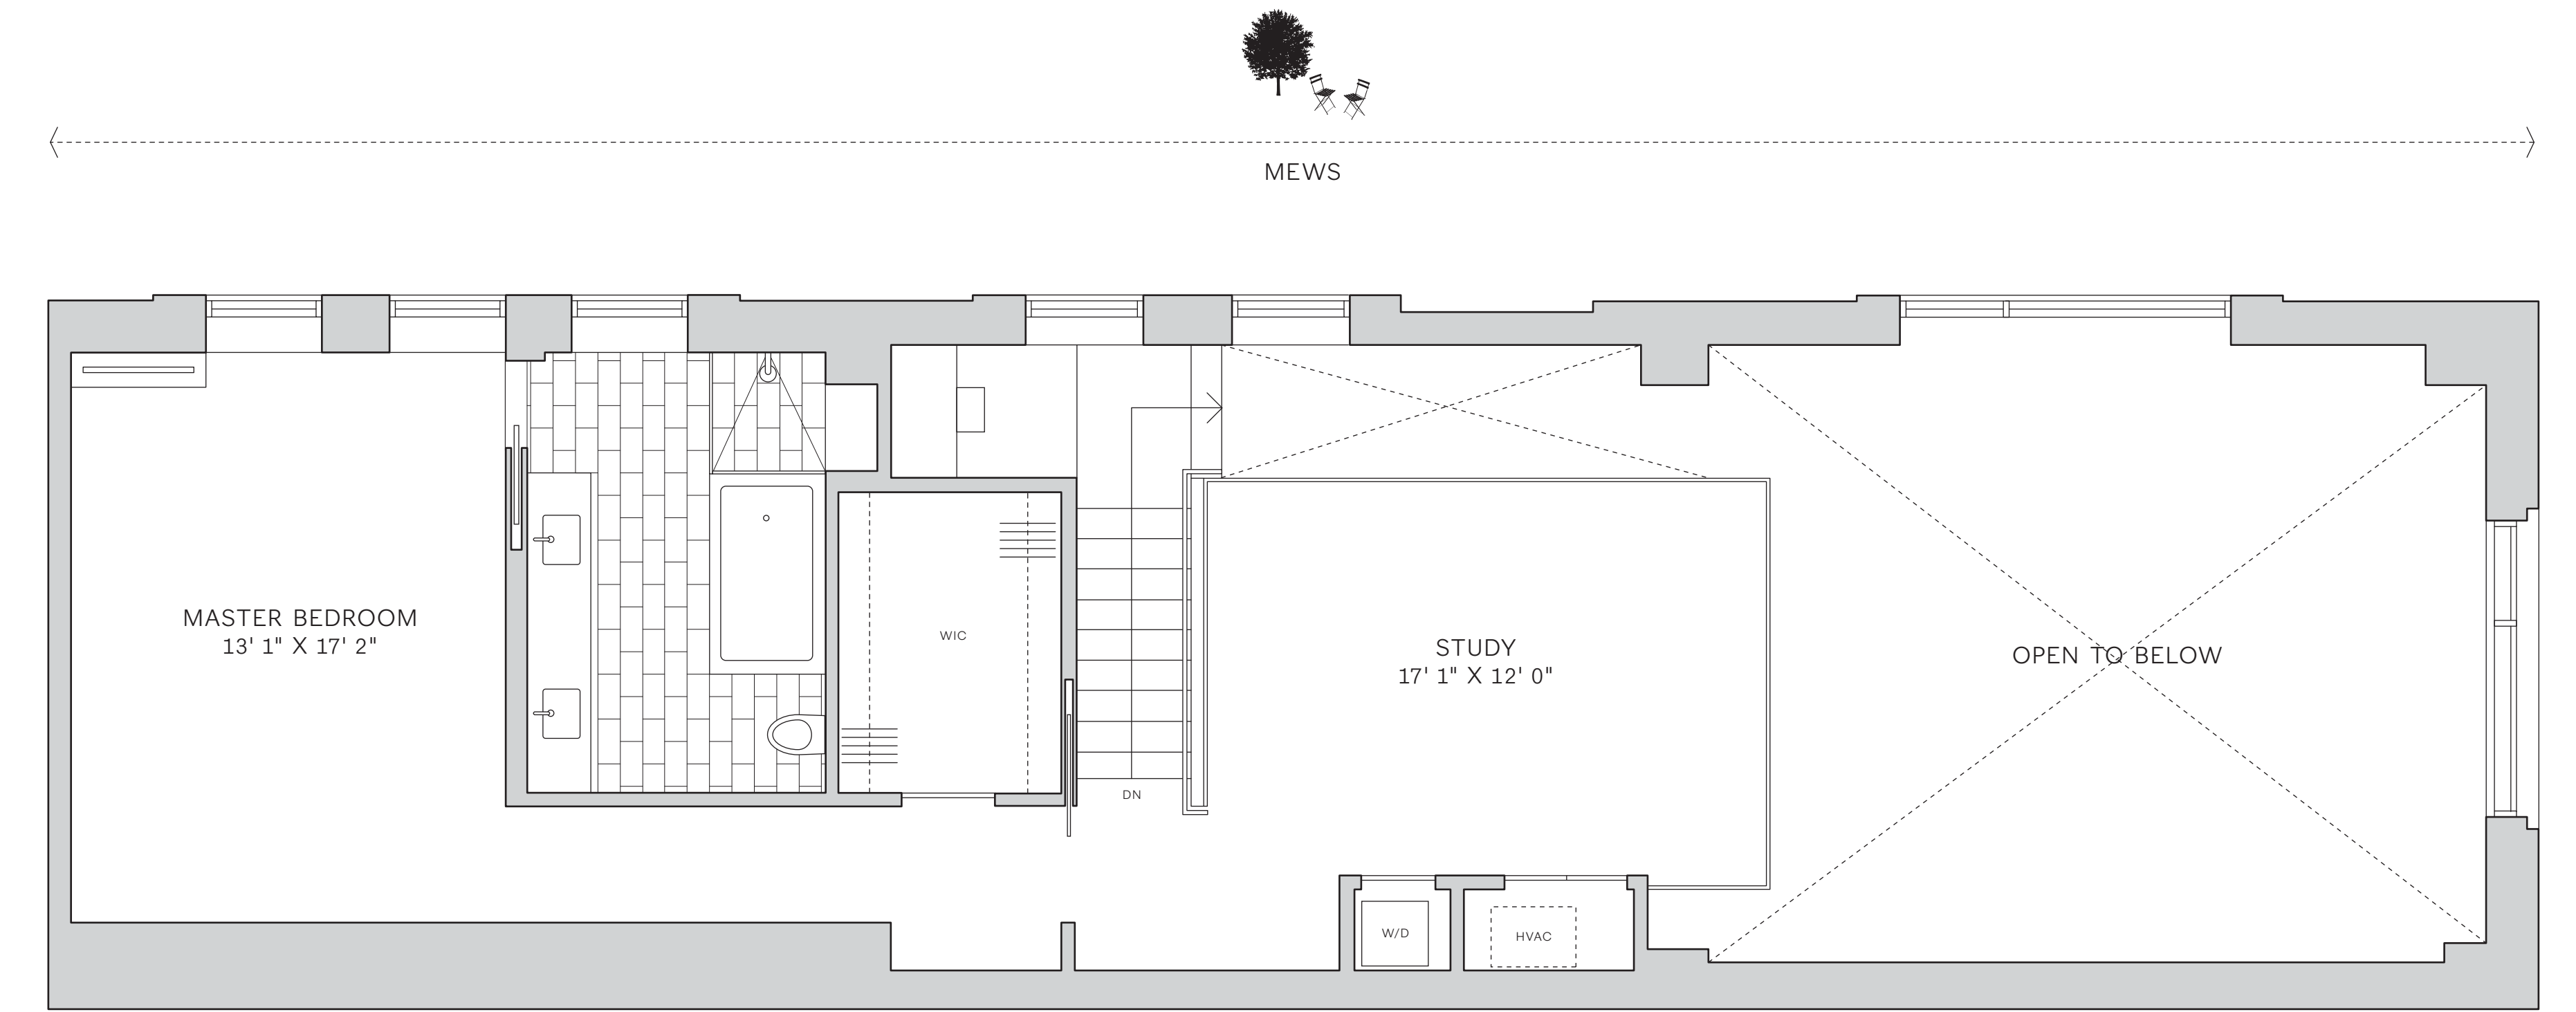 MEWS
MASTER BEDROOM
13' 1" X 17' 2"
WIC
DN
STUDY
17' 1" X 12' 0"
OPEN TO BELOW
W/D
HVAC